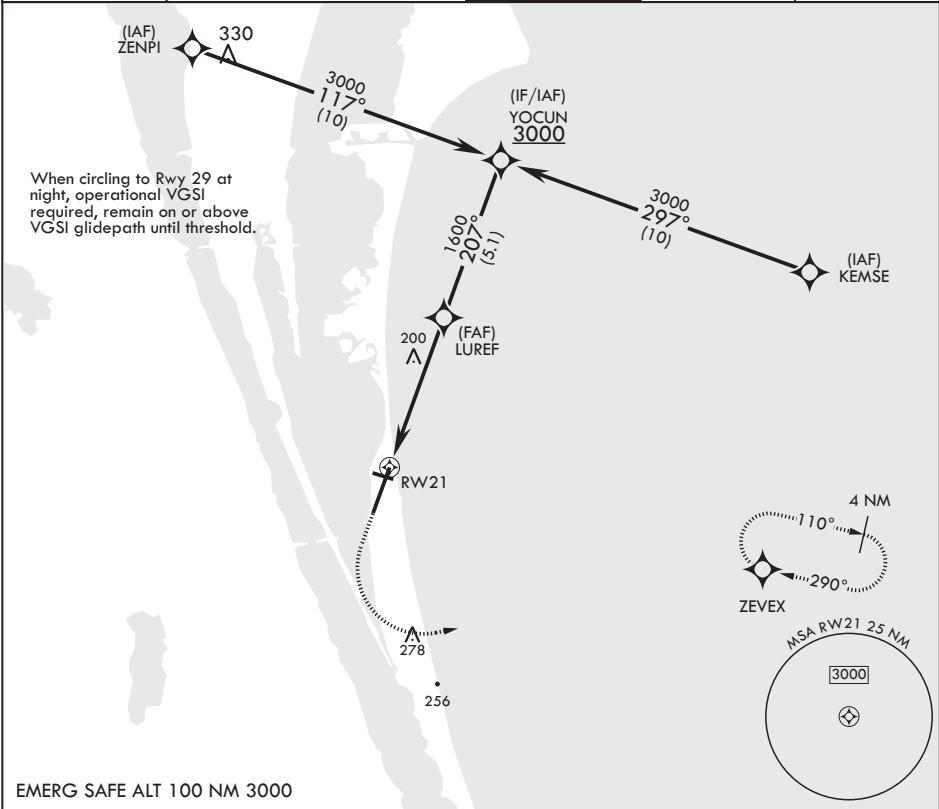 (IAF)
ZENPI
330
3000
117°
(10)
(IF/IAF)
YOCUN
3000
When circling to Rwy 29 at
night, operational VGSI
required, remain on or above
VGSI glidepath until threshold.
3000
297°
(10)
(IAF)
KEMSE
1600
207°
(5.1)
200
(FAF)
LUREF
RW21
4 NM
110°
290°
ZEVEX
MSA RW21 25 NM
3000
278
256
EMERG SAFE ALT 100 NM 3000